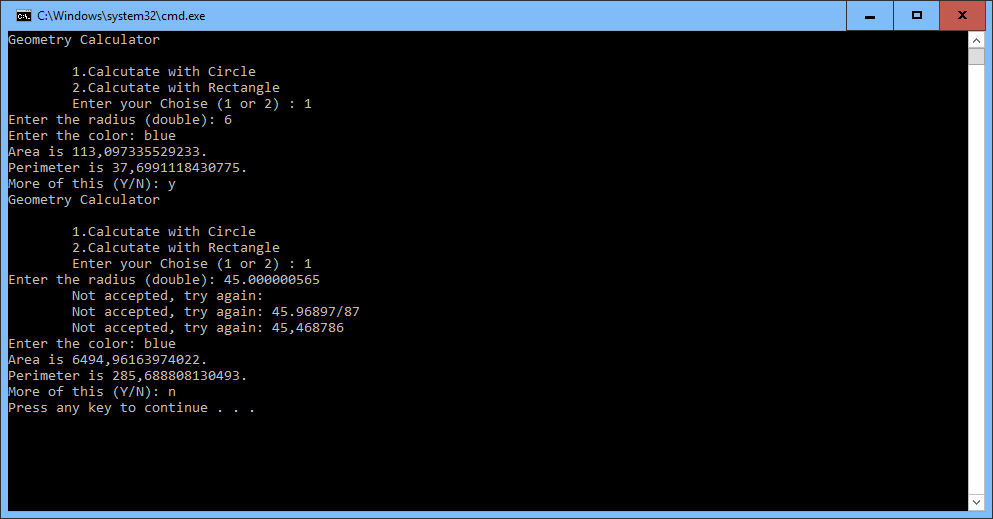 C:\Windows\system32\cmd.exe
Geometry Calculator
1.Calcutate with Circle
2.Calcutate with Rectangle
Enter your Choise (1 or 2) : 1
Enter the radius (double): 6
Enter the color: blue
Area is 113,097335529233.
Perimeter is 37,6991118430775.
More of this (Y/N): y
Geometry Calculator
1.Calcutate with Circle
2.Calcutate with Rectangle
Enter your Choise (1 or 2) : 1
Enter the radius (double): 45.000000565
Not accepted, try again:
Not accepted, try again: 45.96897/87
Not accepted, try again: 45,468786
Enter the color: blue
Area is 6494,96163974022.
Perimeter is 285,688808130493.
More of this (Y/N): n
Press any key to continue . . .